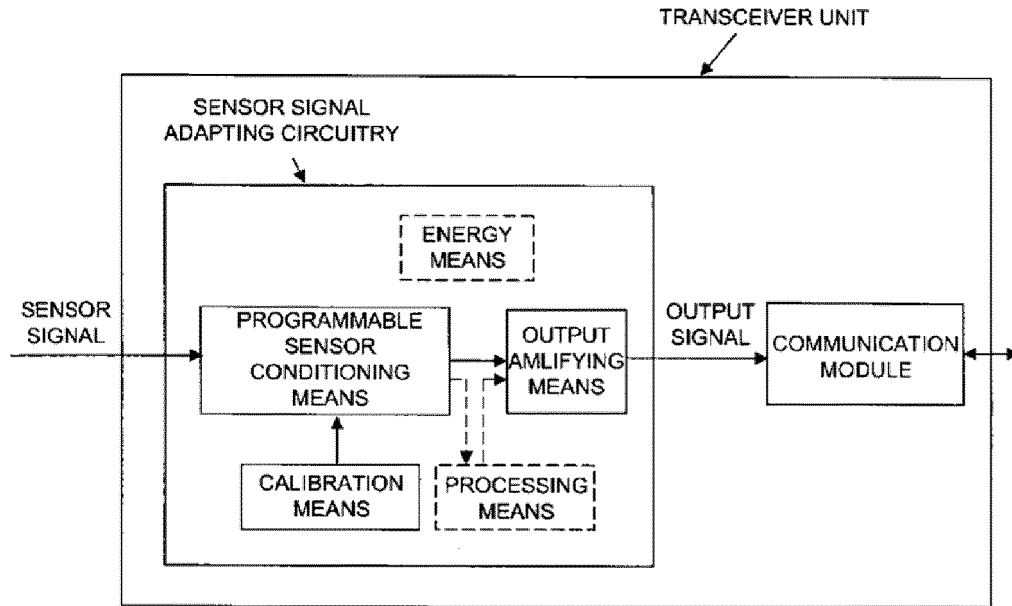 TRANSCEIVER UNIT
SENSOR SIGNAL
ADAPTING CIRCUITRY
ENERGY
MEANS
SENSOR
SIGNAL
PROGRAMMABLE
SENSOR
CONDITIONING
MEANS
OUTPUT
AMLIFYING
MEANS
OUTPUT
SIGNAL
COMMUNICATION
MODULE
CALIBRATION
MEANS
PROCESSING
MEANS